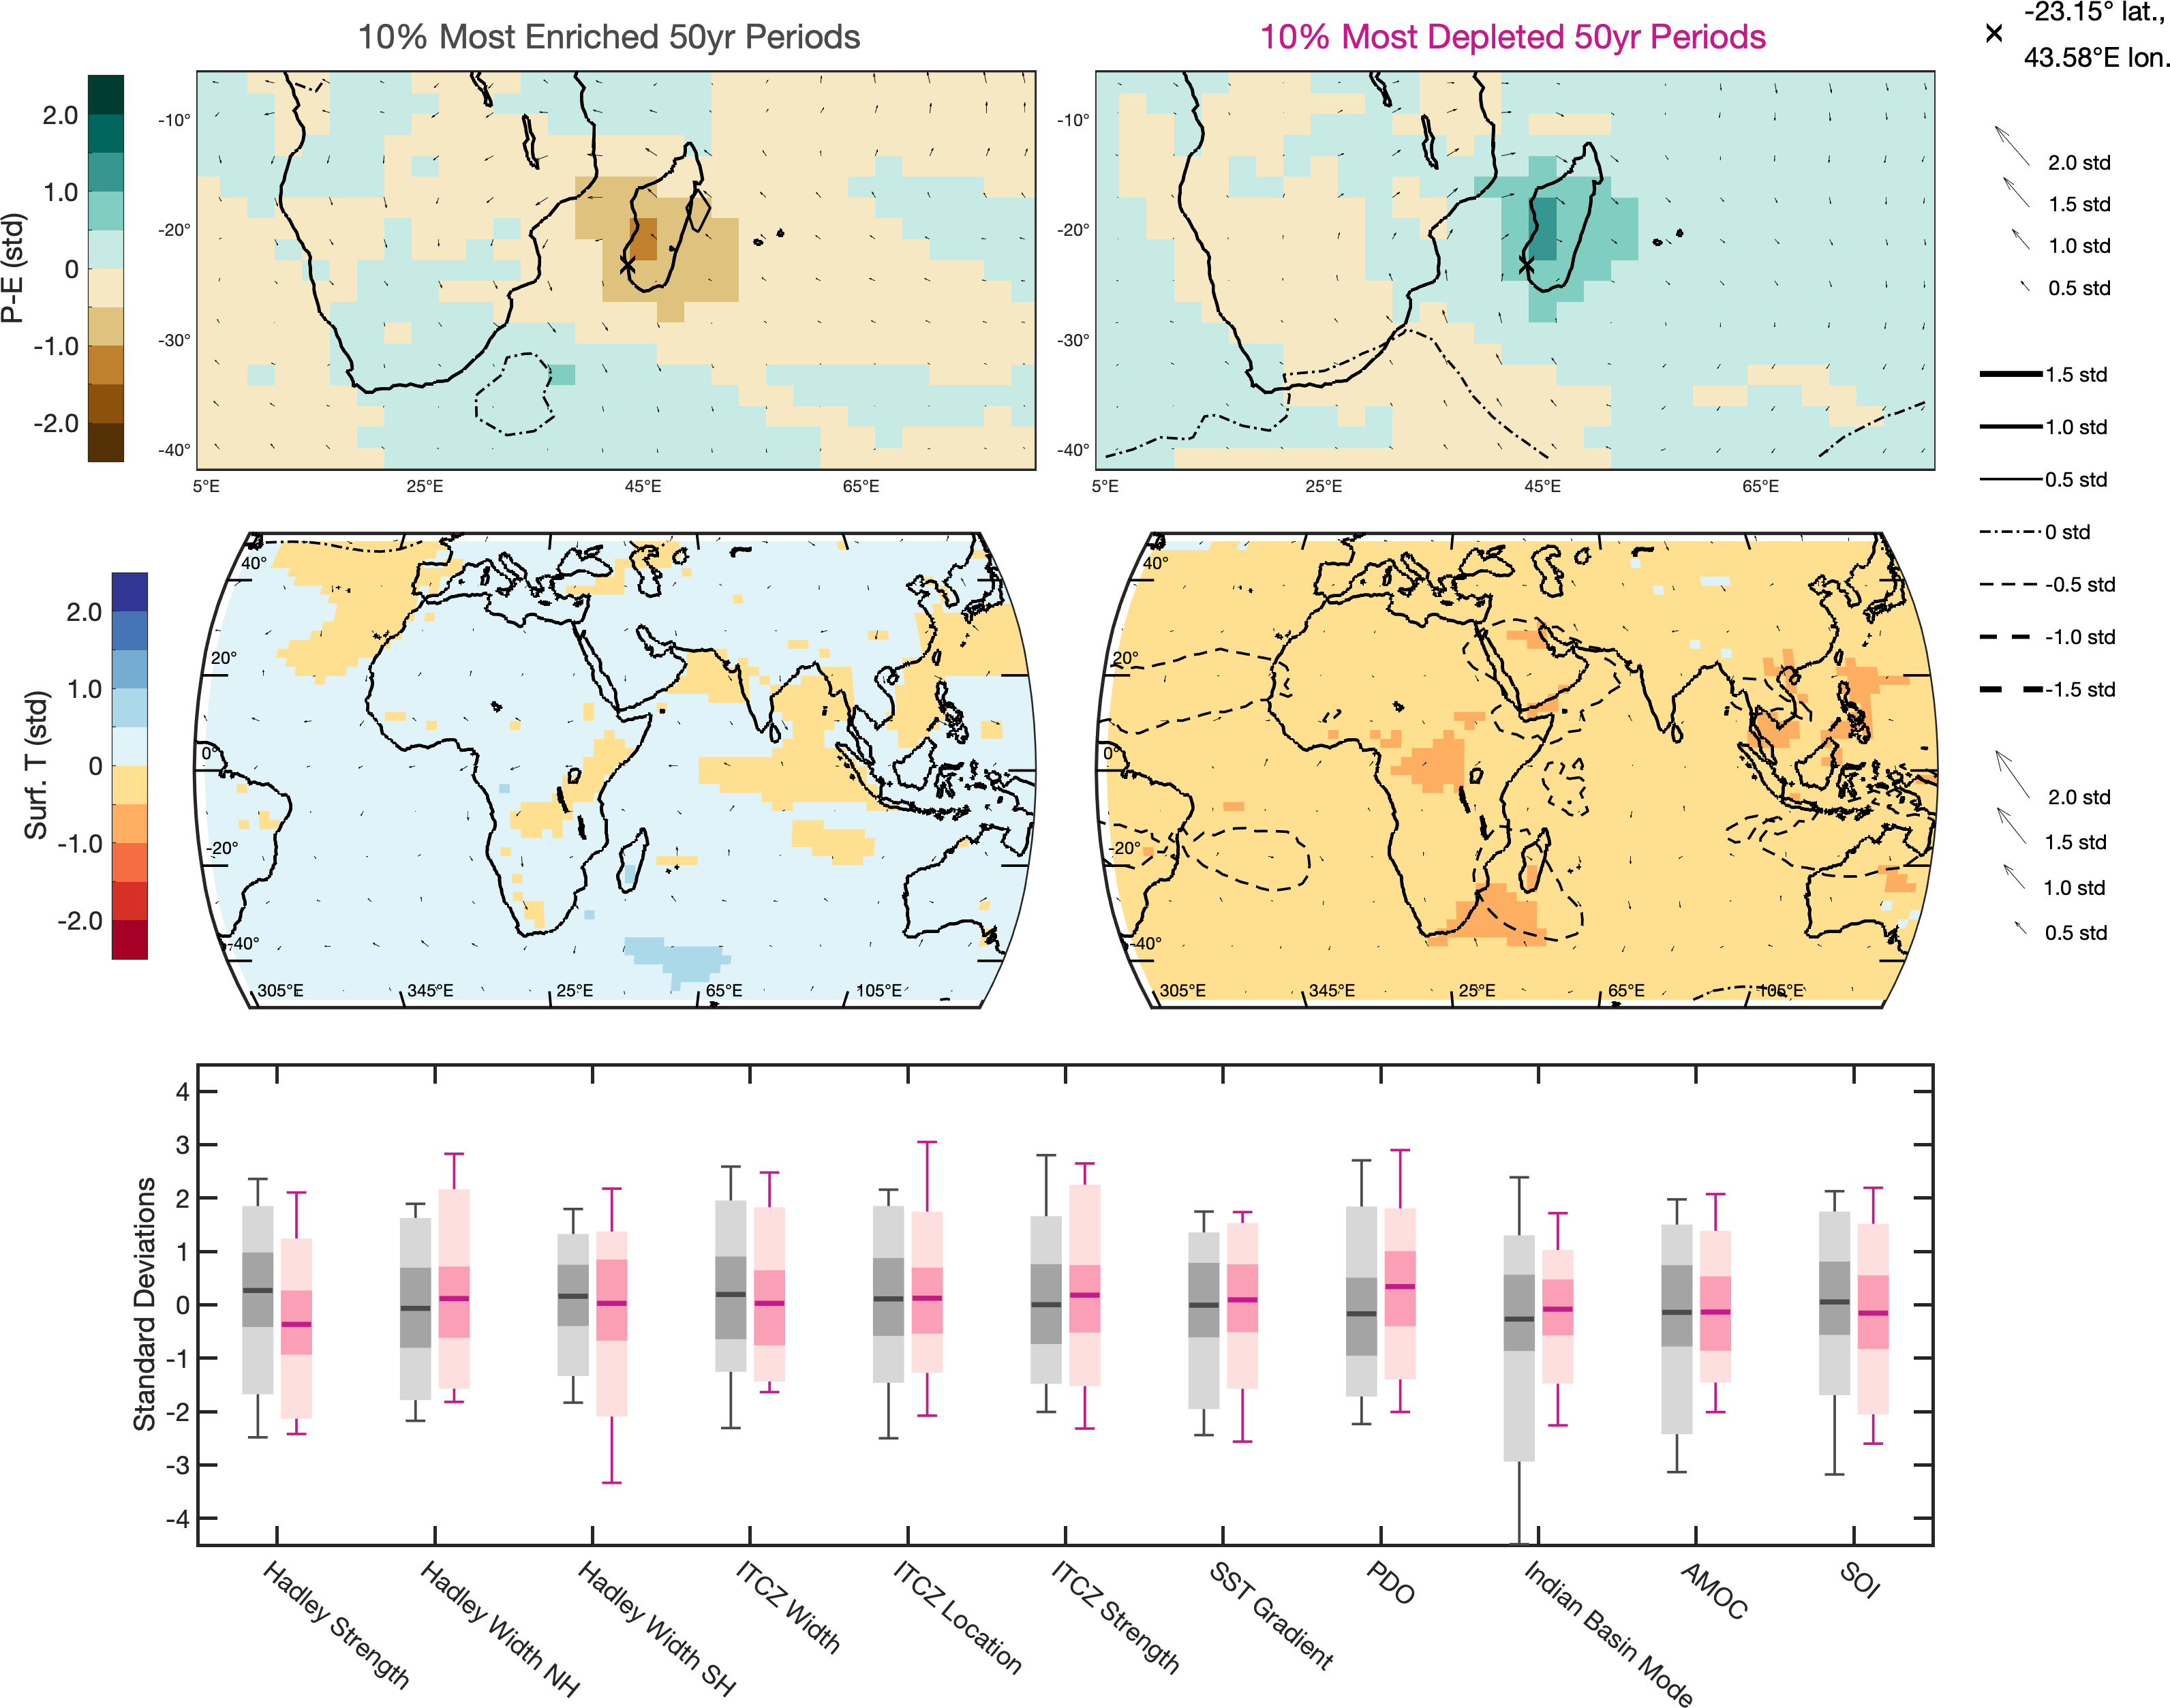 10% Most Enriched 50yr Periods
10% Most Depleted 50yr Periods
-23.15° lat.,
43.58°E lon.
P-E (std)
2.0
1.0
0
-1.0
-2.0
-10°
-20°
-30°
-40°
5°E
25°E
45°E
65°E
-10°
-20°
-30°
-40°
5°E
25°E
45°E
65°E
2.0 std
1.5 std
1.0 std
0.5 std
1.5 std
1.0 std
0.5 std
0 std
-0.5 std
-1.0 std
-1.5 std
Surf. T (std)
2.0
1.0
0
-1.0
-2.0
40°
20°
0°
-20°
-40°
305°E
345°E
25°E
65°E
105°E
40°
20°
0°
-20°
-40°
305°E
345°E
25°E
65°E
105°E
2.0 std
1.5 std
1.0 std
0.5 std
Standard Deviations
4
3
2
1
0
-1
-2
-3
-4
Hadley Strength
Hadley Width NH
Hadley Width SH
ITCZ Width
ITCZ Location
ITCZ Strength
SST Gradient
PDO
Indian Basin Mode
AMOC
SOI